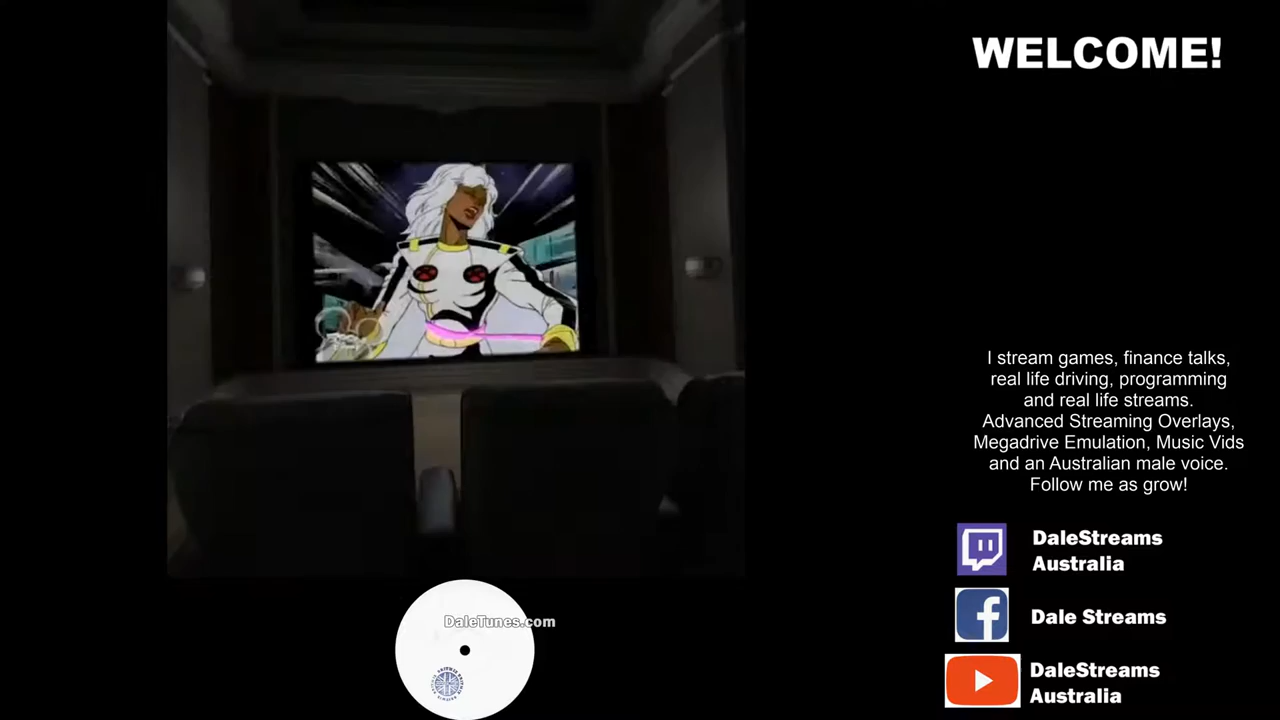 WELCOME!
I stream games, finance talks,
real life driving, programming
and real life streams.
Advanced Streaming Overlays,
Megadrive Emulation, Music Vids
and an Australian male voice.
Follow me as grow!
DaleStreams
Australia
Dale Streams
DaleStreams
Australia
DaleTunes.com